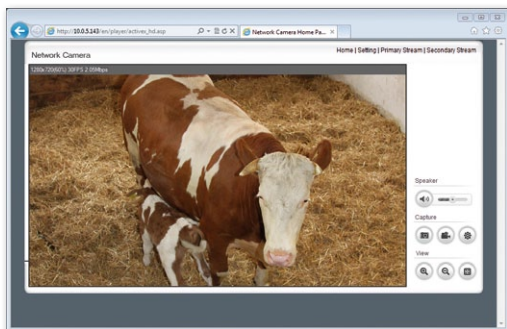 http://10.0.5.143/en/player/activex_hd.asp
Network Camera Home Pa...
Network Camera
Home | Setting | Primary Stream | Secondary Stream
1280x720(60%) 30FPS 2.05Mbps
Speaker
Capture
View